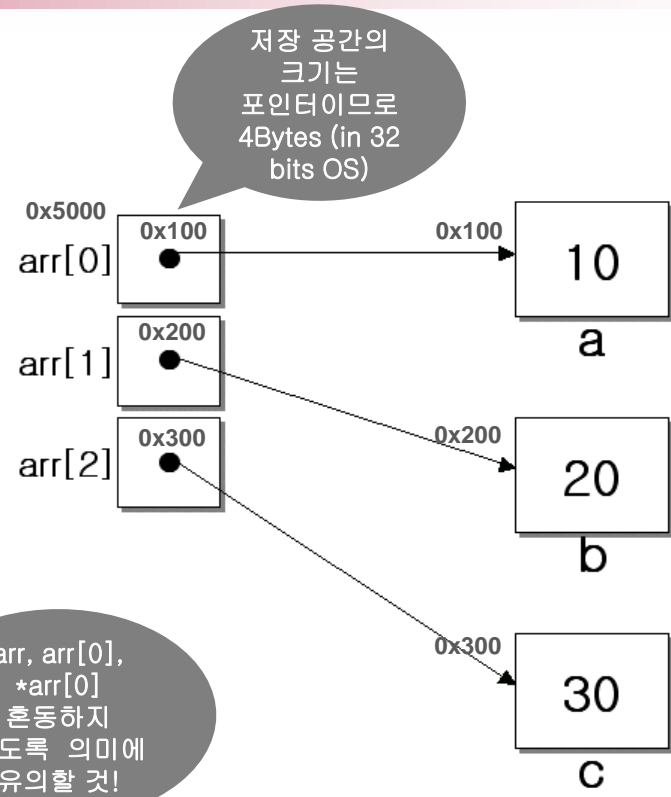 저장 공간의
크기는
포인터이므로
4Bytes (in 32
bits OS)
0x5000
arr[0]
0x100
0x100
10
a
arr[1]
0x200
0x200
20
b
arr[2]
0x300
0x300
30
c
arr, arr[0],
*arr[0]
혼동하지
도록 의미에
유의할 것!